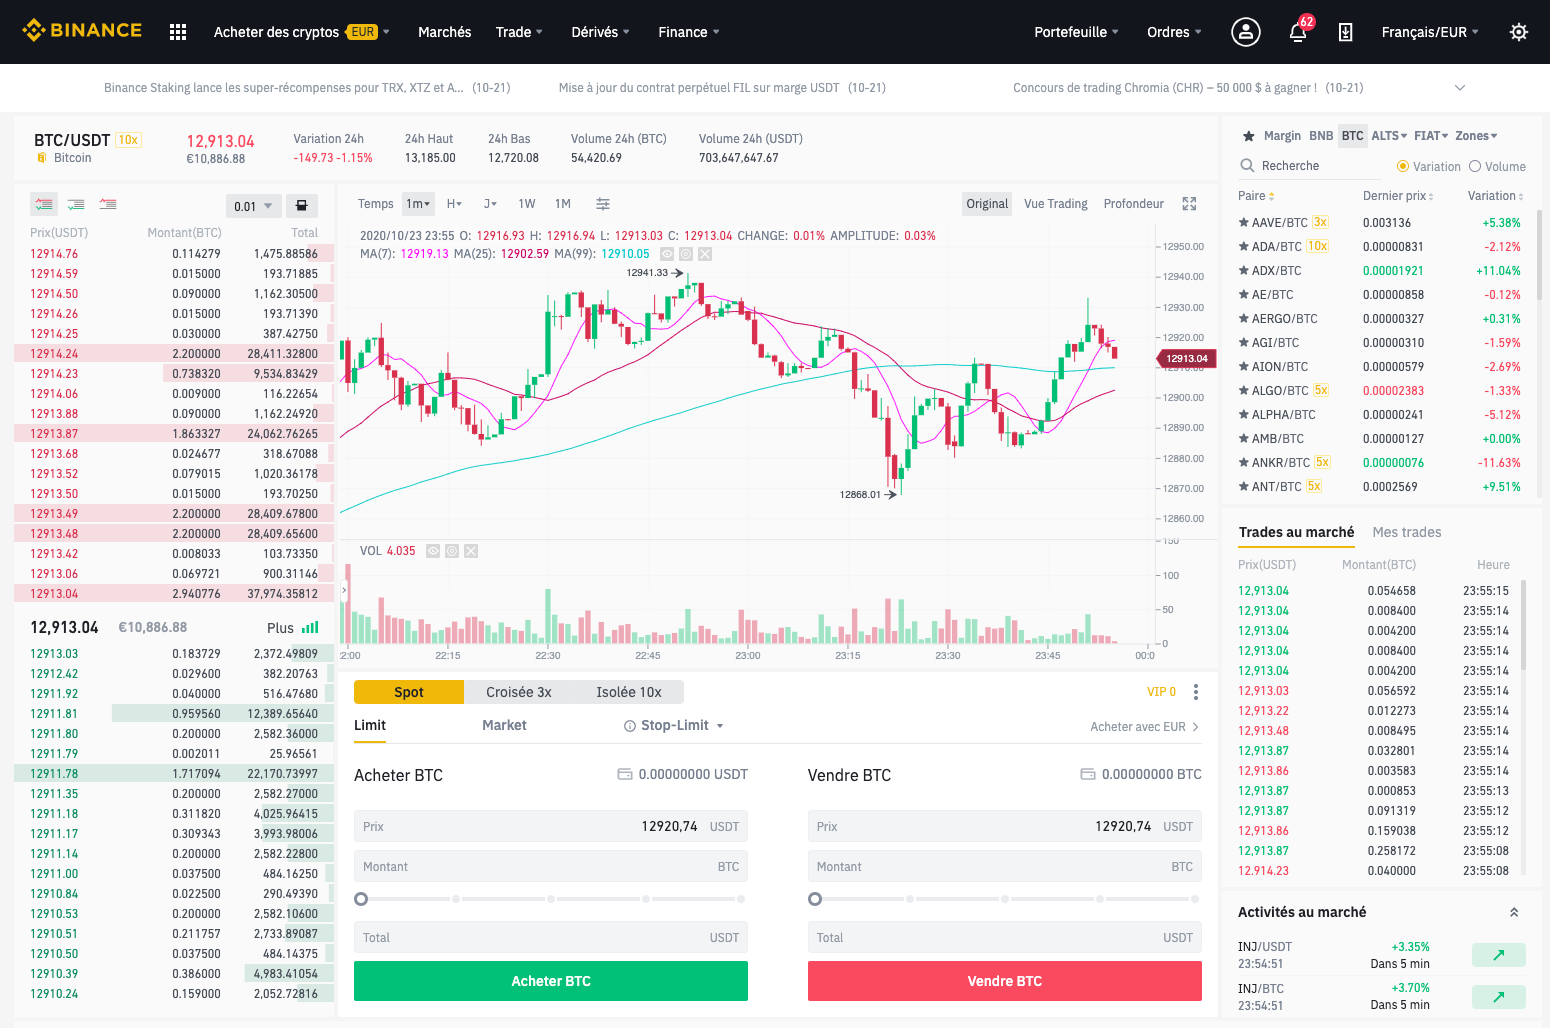 BINANCE
Acheter des cryptos EUR
Marchés
Trade
Dérivés
Finance
Portefeuille
Ordres
62
Français/EUR
Binance Staking lance les super-récompenses pour TRX, XTZ et A... (10-21)
Mise à jour du contrat perpétuel FIL sur marge USDT (10-21)
Concours de trading Chromia (CHR) – 50 000 $ à gagner ! (10-21)
BTC/USDT 10x
Bitcoin
12,913.04
€10,886.88
Variation 24h
-149.73 -1.15%
24h Haut
13,185.00
24h Bas
12,720.08
Volume 24h (BTC)
54,420.69
Volume 24h (USDT)
703,647,647.67
0.01
Prix(USDT) Montant(BTC) Total
12914.76 0.114279 1,475.88586
12914.59 0.015000 193.71885
12914.50 0.090000 1,162.30500
12914.26 0.015000 193.71390
12914.25 0.030000 387.42750
12914.24 2.200000 28,411.32800
12914.23 0.738320 9,534.83429
12914.06 0.009000 116.22654
12913.88 0.090000 1,162.24920
12913.87 1.863327 24,062.76265
12913.68 0.024677 318.67088
12913.52 0.079015 1,020.36178
12913.50 0.015000 193.70250
12913.49 2.200000 28,409.67800
12913.48 2.200000 28,409.65600
12913.42 0.008033 103.73350
12913.06 0.069721 900.31146
12913.04 2.940776 37,974.35812
12,913.04 €10,886.88 Plus
12913.03 0.183729 2,372.49809
12912.42 0.029600 382.20763
12911.92 0.040000 516.47680
12911.81 0.959560 12,389.65640
12911.80 0.200000 2,582.36000
12911.79 0.002011 25.96561
12911.78 1.717094 22,170.73997
12911.35 0.200000 2,582.27000
12911.18 0.311820 4,025.96415
12911.17 0.309343 3,993.98006
12911.14 0.200000 2,582.22800
12911.00 0.037500 484.16250
12910.84 0.022500 290.49390
12910.53 0.200000 2,582.10600
12910.51 0.211757 2,733.89087
12910.50 0.037500 484.14375
12910.39 0.386000 4,983.41054
12910.24 0.159000 2,052.72816
Temps 1m H J 1W 1M
Original Vue Trading Profondeur
2020/10/23 23:55 O: 12916.93 H: 12916.94 L: 12913.03 C: 12913.04 CHANGE: 0.01% AMPLITUDE: 0.03%
MA(7): 12919.13 MA(25): 12902.59 MA(99): 12910.05
12941.33
12868.01
12950.00
12940.00
12930.00
12920.00
12913.04
12910.00
12900.00
12890.00
12880.00
12870.00
12860.00
VOL 4.035
150
100
50
0
2:00 22:15 22:30 22:45 23:00 23:15 23:30 23:45 00:0
Spot Croisée 3x Isolée 10x
VIP 0
Limit Market Stop-Limit
Acheter avec EUR
Acheter BTC 0.00000000 USDT
Prix 12920,74 USDT
Montant BTC
Total USDT
Acheter BTC
Vendre BTC 0.00000000 BTC
Prix 12920,74 USDT
Montant BTC
Total USDT
Vendre BTC
Margin BNB BTC ALTS FIAT Zones
Recherche Variation Volume
Paire Dernier prix Variation
AAVE/BTC 3x 0.003136 +5.38%
ADA/BTC 10x 0.00000831 -2.12%
ADX/BTC 0.00001921 +11.04%
AE/BTC 0.00000858 -0.12%
AERGO/BTC 0.00000327 +0.31%
AGI/BTC 0.00000310 -1.59%
AION/BTC 0.00000579 -2.69%
ALGO/BTC 5x 0.00002383 -1.33%
ALPHA/BTC 0.00000241 -5.12%
AMB/BTC 0.00000127 +0.00%
ANKR/BTC 5x 0.00000076 -11.63%
ANT/BTC 5x 0.0002569 +9.51%
Trades au marché Mes trades
Prix(USDT) Montant(BTC) Heure
12,913.04 0.054658 23:55:15
12,913.04 0.008400 23:55:14
12,913.04 0.004200 23:55:14
12,913.04 0.008400 23:55:14
12,913.04 0.004200 23:55:14
12,913.03 0.056592 23:55:14
12,913.22 0.012273 23:55:14
12,913.48 0.008495 23:55:14
12,913.87 0.032801 23:55:14
12,913.86 0.003583 23:55:14
12,913.87 0.000853 23:55:13
12,913.87 0.091319 23:55:12
12,913.86 0.159038 23:55:12
12,913.87 0.258172 23:55:08
12,914.23 0.040000 23:55:08
Activités au marché
INJ/USDT +3.35%
23:54:51 Dans 5 min
INJ/BTC +3.70%
23:54:51 Dans 5 min